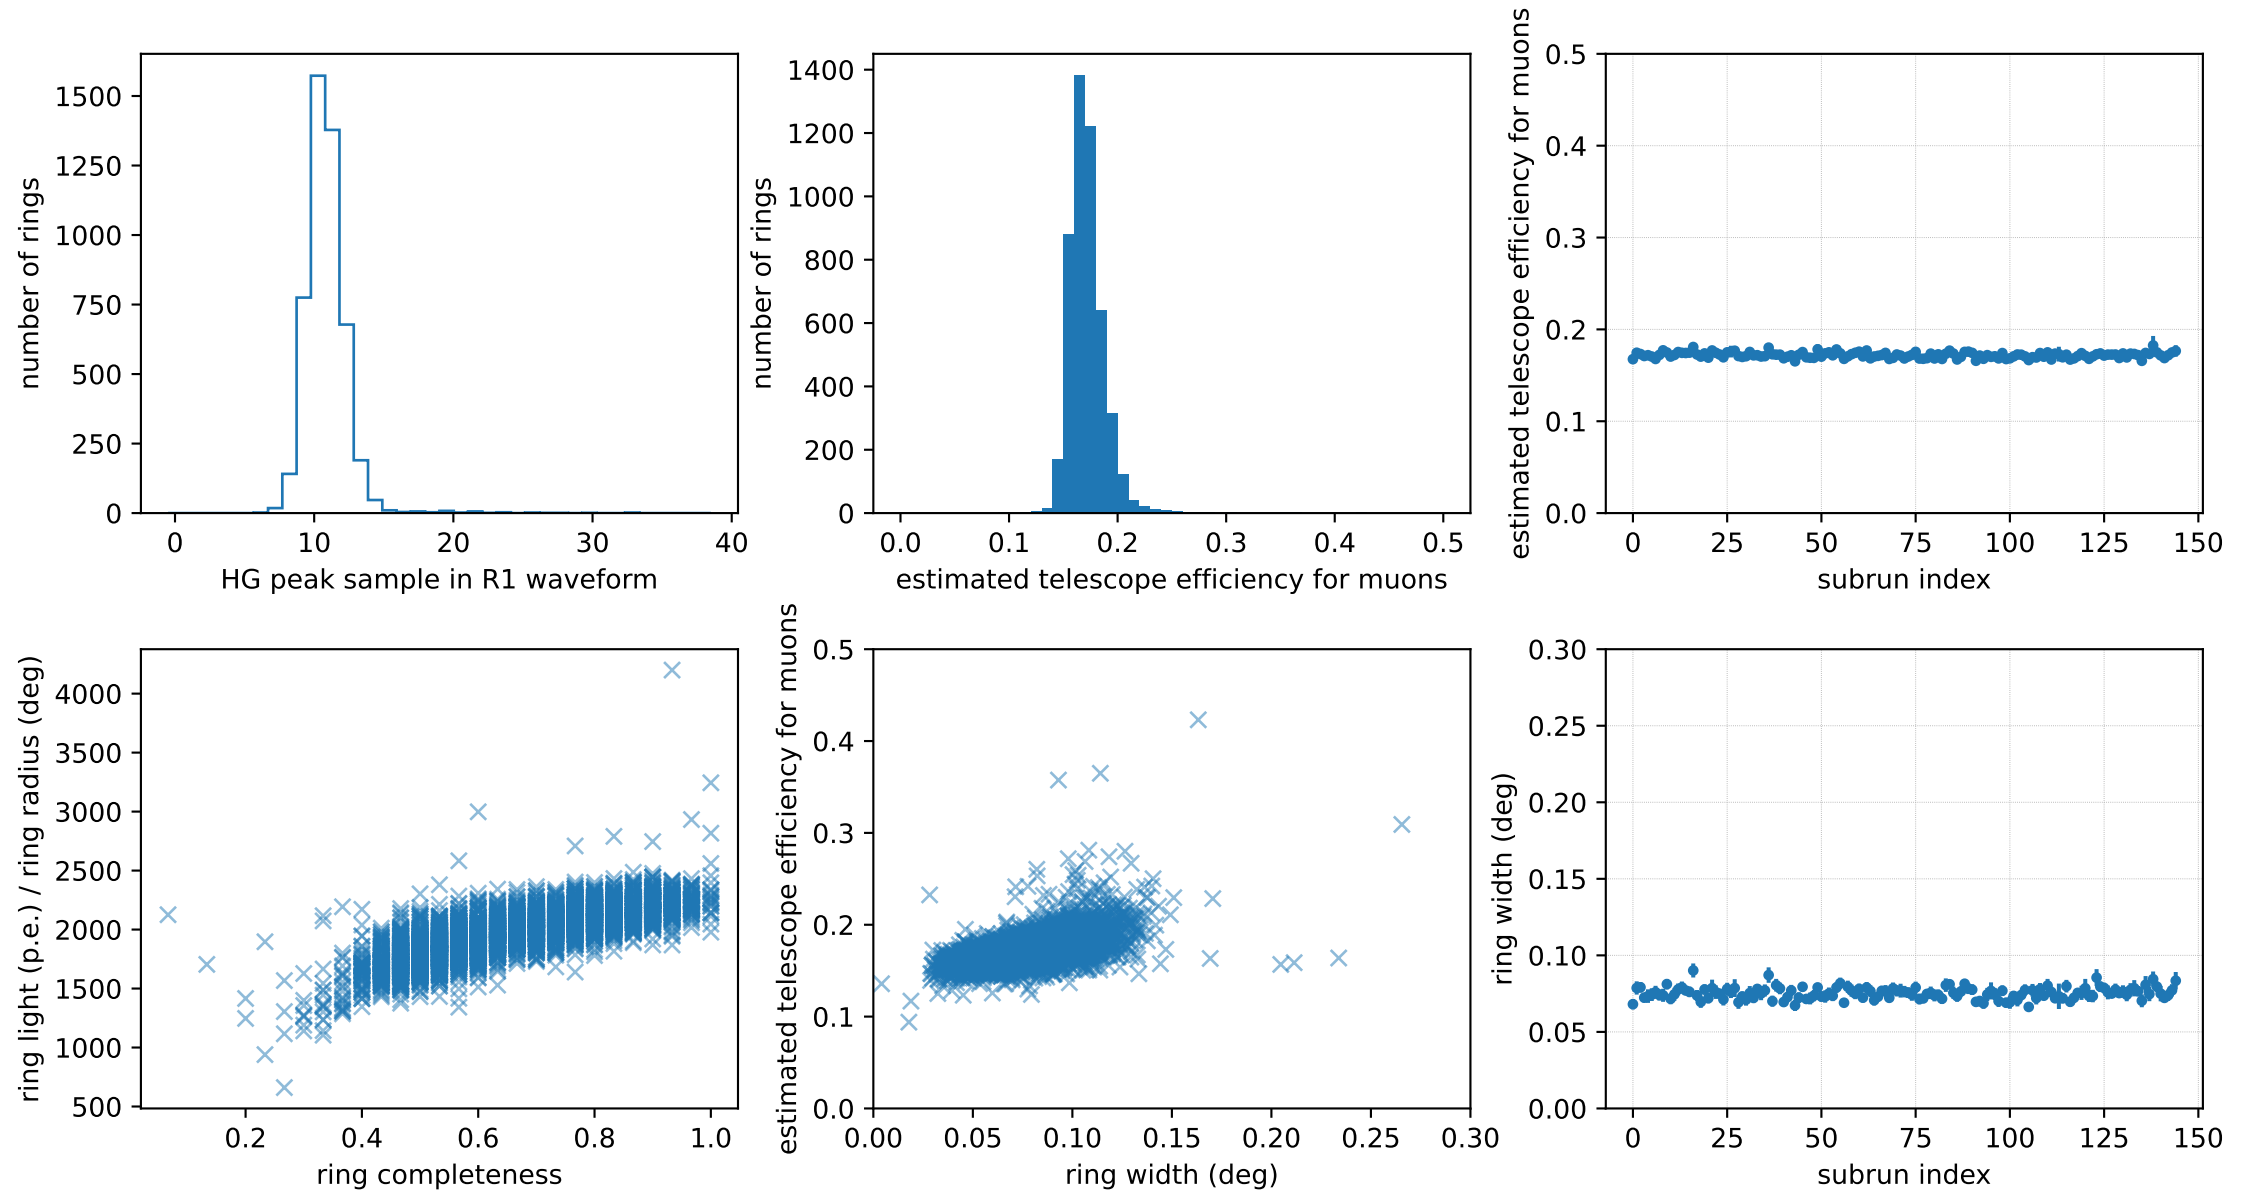 number of rings
1500
1250
1000
750
500
250
0
0 10 20 30 40
HG peak sample in R1 waveform
number of rings
1400
1200
1000
800
600
400
200
0
0.0 0.1 0.2 0.3 0.4 0.5
estimated telescope efficiency for muons
estimated telescope efficiency for muons
0.5
0.4
0.3
0.2
0.1
0.0
0 25 50 75 100 125 150
subrun index
ring light (p.e.) / ring radius (deg)
4000
3500
3000
2500
2000
1500
1000
500
0.2 0.4 0.6 0.8 1.0
ring completeness
estimated telescope efficiency for muons
0.5
0.4
0.3
0.2
0.1
0.0
0.00 0.05 0.10 0.15 0.20 0.25 0.30
ring width (deg)
ring width (deg)
0.30
0.25
0.20
0.15
0.10
0.05
0.00
0 25 50 75 100 125 150
subrun index